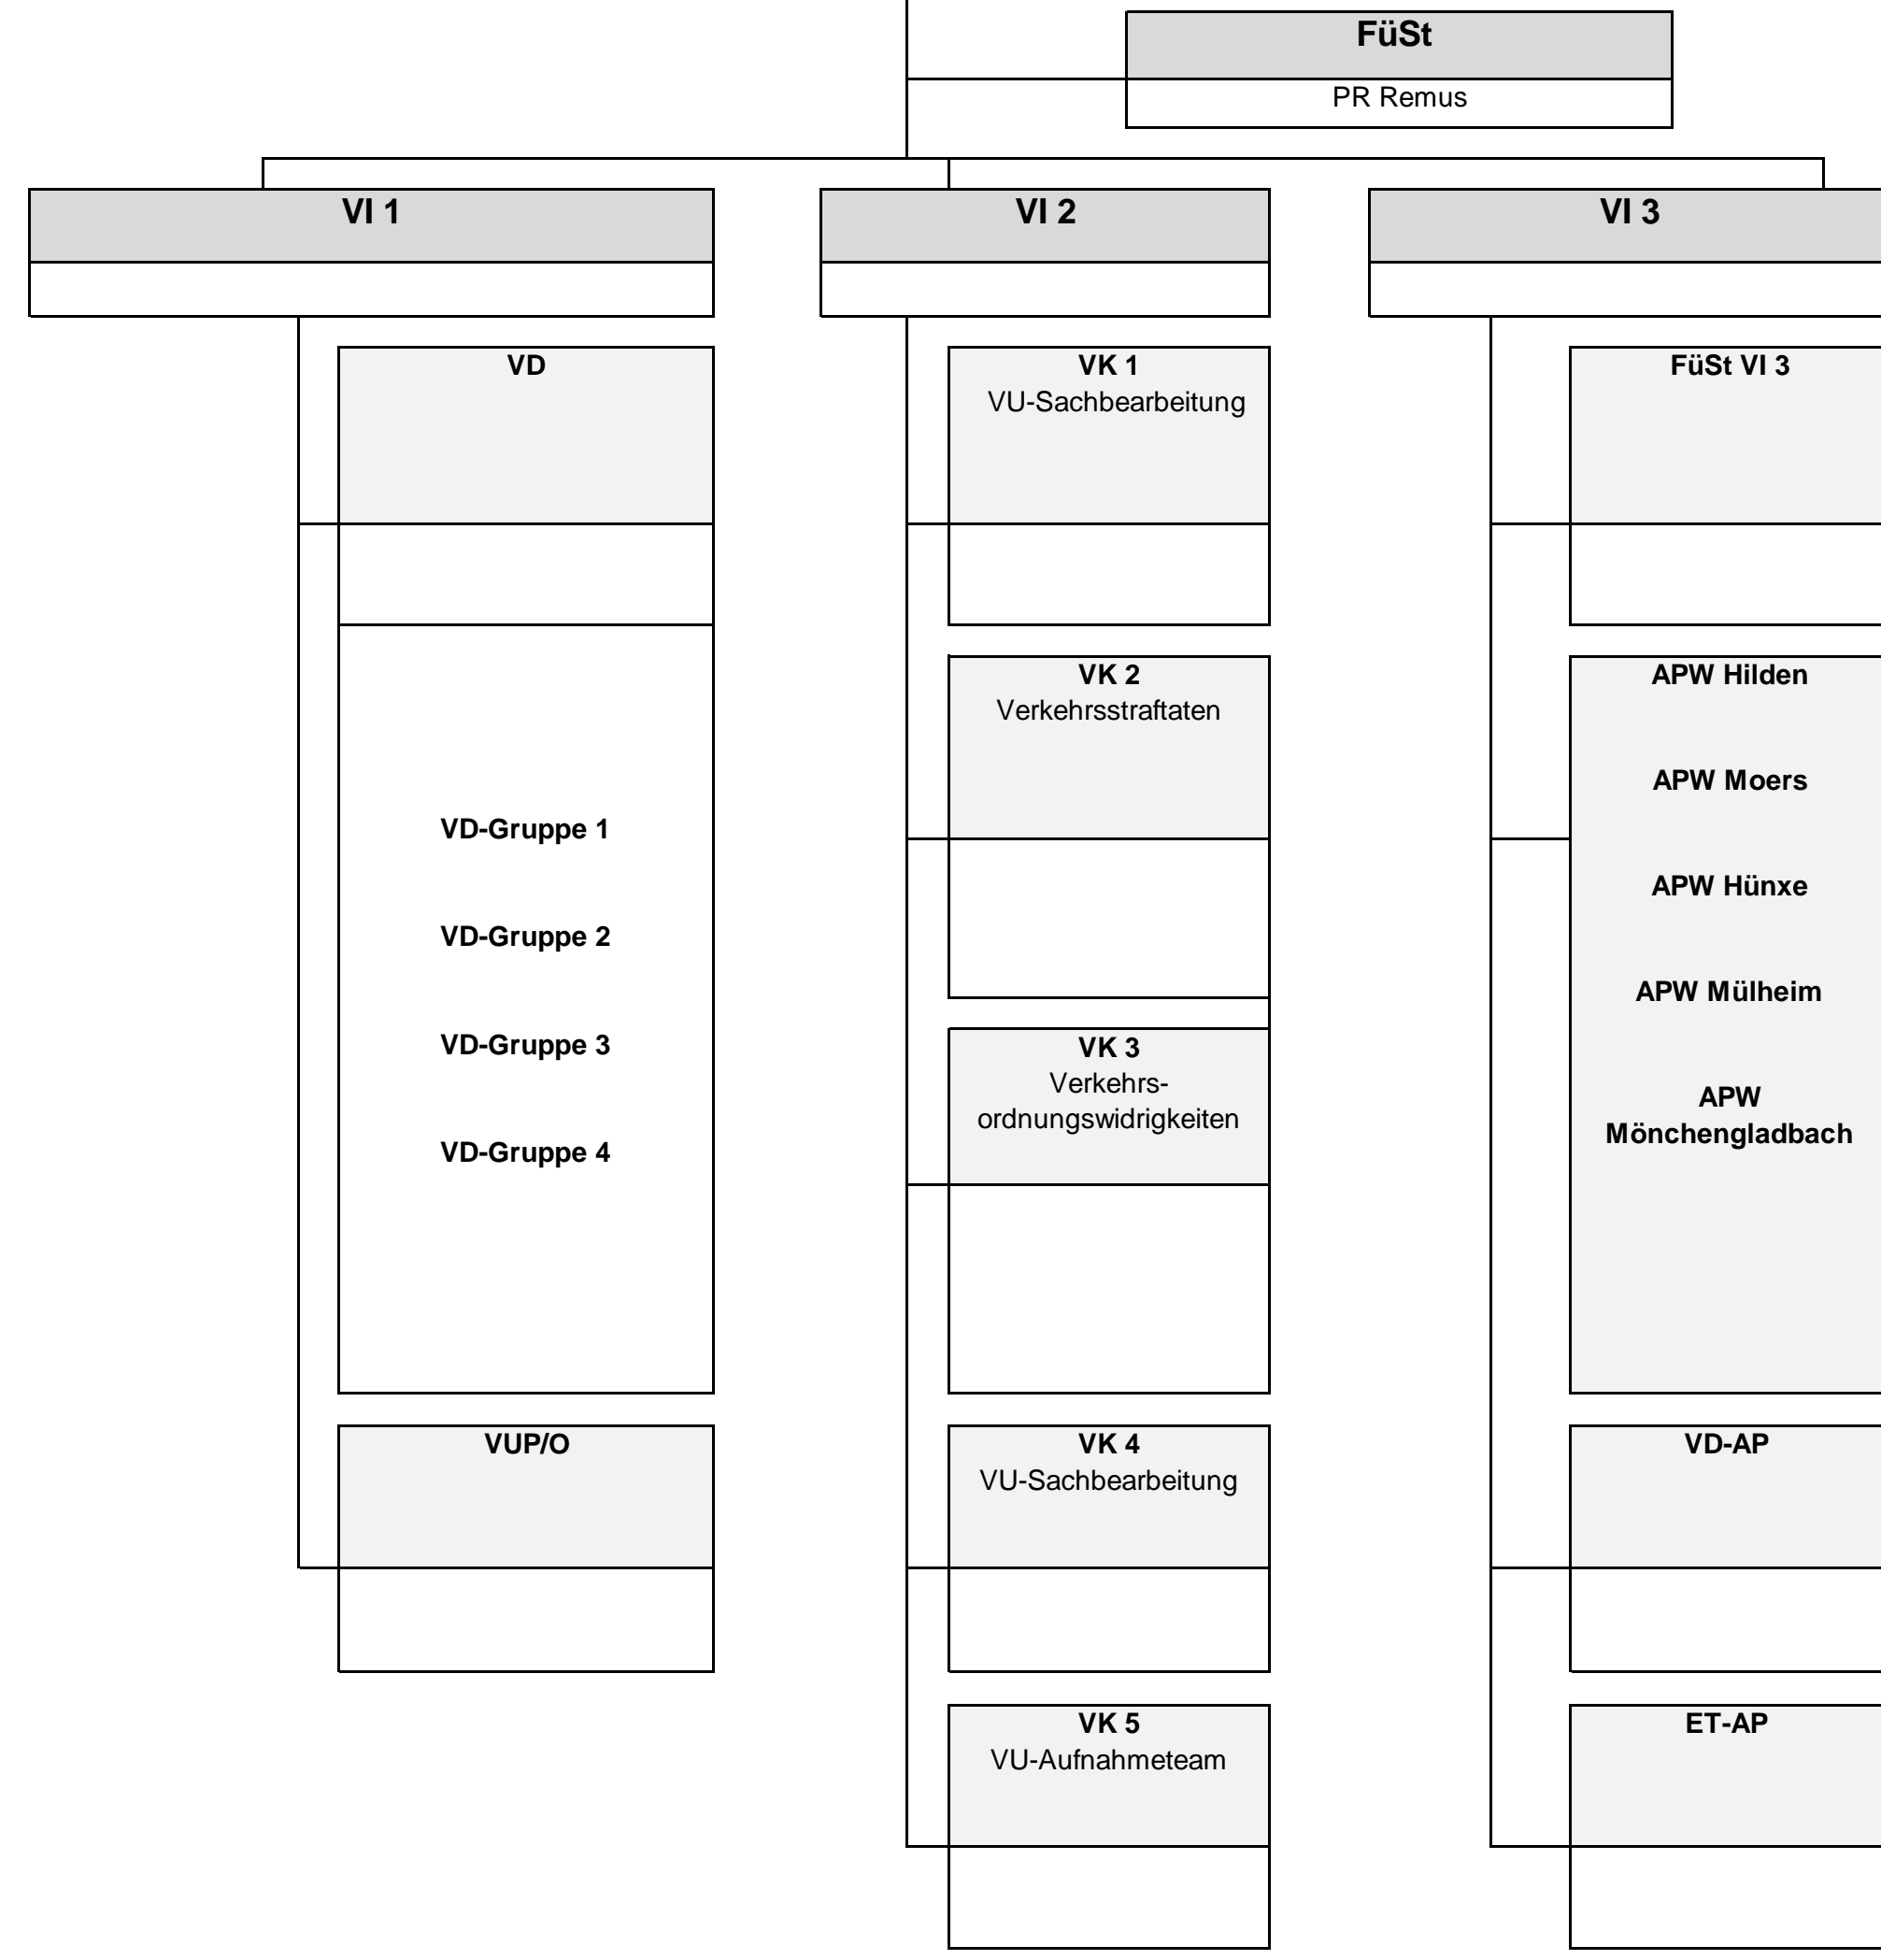 FüSt
PR Remus
VI 1
VI 2
VI 3
VD
VD-Gruppe 1
VD-Gruppe 2
VD-Gruppe 3
VD-Gruppe 4
VUP/O
VK 1
VU-Sachbearbeitung
VK 2
Verkehrsstraftaten
VK 3
Verkehrs-
ordnungswidrigkeiten
VK 4
VU-Sachbearbeitung
VK 5
VU-Aufnahmeteam
FüSt VI 3
APW Hilden
APW Moers
APW Hünxe
APW Mülheim
APW
Mönchengladbach
VD-AP
ET-AP